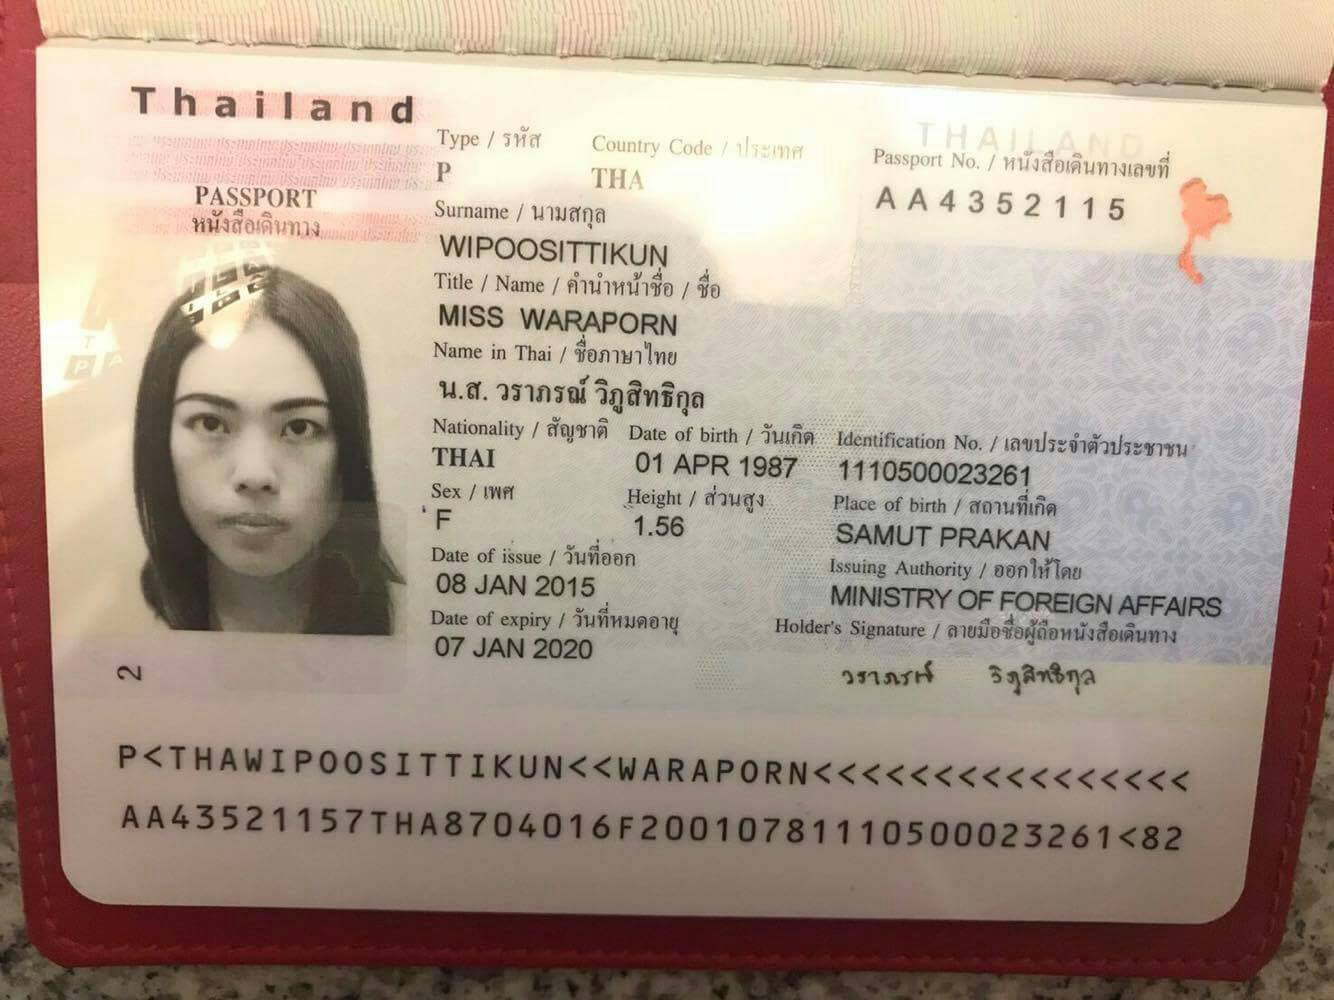 Thailand
THAILAND
PASSPORT
หนังสือเดินทาง
Type / รหัส
Country Code / ประเทศ
Passport No. / หนังสือเดินทางเลขที่
P
THA
AA4352115
Surname / นามสกุล
WIPOOSITTIKUN
Title / Name / คำนำหน้าชื่อ / ชื่อ
MISS WARAPORN
Name in Thai / ชื่อภาษาไทย
น.ส. วราภรณ์ วิภูสิทธิกุล
Nationality / สัญชาติ
Date of birth / วันเกิด
Identification No. / เลขประจำตัวประชาชน
THAI
01 APR 1987
1110500023261
Sex / เพศ
Height / ส่วนสูง
Place of birth / สถานที่เกิด
F
1.56
SAMUT PRAKAN
Date of issue / วันที่ออก
Issuing Authority / ออกให้โดย
08 JAN 2015
MINISTRY OF FOREIGN AFFAIRS
Date of expiry / วันที่หมดอายุ
Holder's Signature / ลายมือชื่อผู้ถือหนังสือเดินทาง
07 JAN 2020
วราภรณ์ วิภูสิทธิกุล
2
P<THAWIPOOSITTIKUN<<WARAPORN<<<<<<<<<<<<<<<<
AA43521157THA8704016F20010781110500023261<82